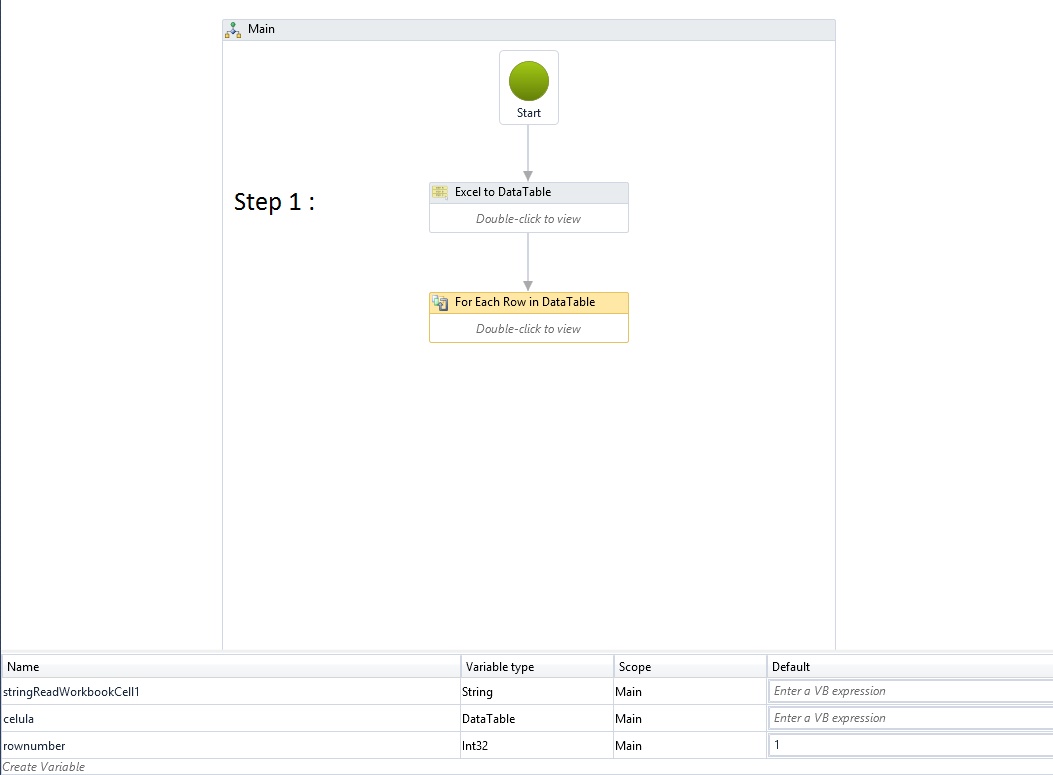 Main
Start
Step 1 :
Excel to DataTable
Double-click to view
For Each Row in DataTable
Double-click to view
Name Variable type Scope Default
stringReadWorkbookCell1 String Main Enter a VB expression
celula DataTable Main Enter a VB expression
rownumber Int32 Main 1
Create Variable